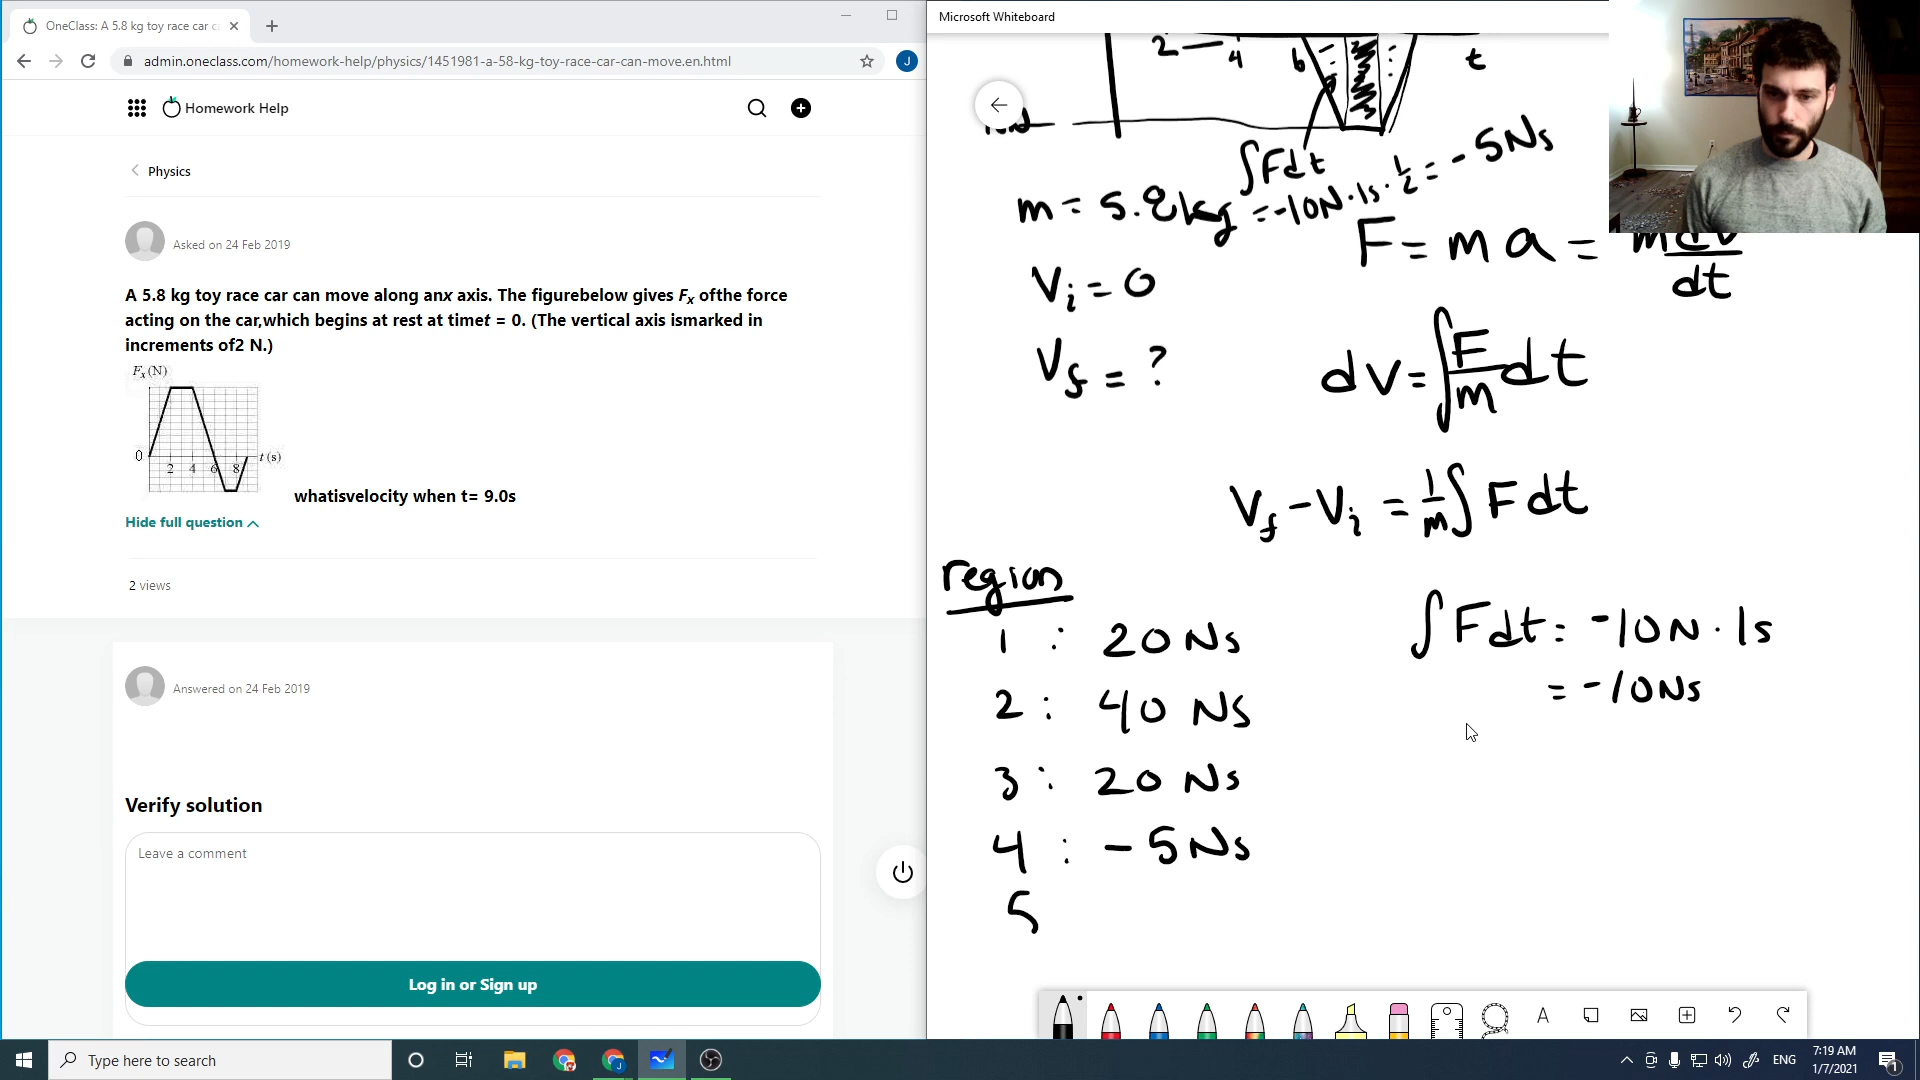 OneClass: A 5.8 kg toy race car ca
admin.oneclass.com/homework-help/physics/1451981-a-58-kg-toy-race-car-can-move.en.html
J
Homework Help
Physics
Asked on 24 Feb 2019
A 5.8 kg toy race car can move along anx axis. The figurebelow gives Fx ofthe force
acting on the car,which begins at rest at timet = 0. (The vertical axis ismarked in
increments of2 N.)
Fx (N)
0
2 4 6 8 t (s)
whatisvelocity when t= 9.0s
Hide full question
2 views
Answered on 24 Feb 2019
Verify solution
Leave a comment
Log in or Sign up
Microsoft Whiteboard
2 4 6 t
∫Fdt
= -10N·1s·1/2 = -5Ns
m = 5.8kg
F = ma = m dv/dt
Vi = 0
Vf = ?
dv = ∫F/m dt
Vf - Vi = 1/m ∫F dt
region
1 : 20 Ns
2 : 40 Ns
3 : 20 Ns
4 : -5Ns
5
∫Fdt = -10N · 1s
= -10Ns
A
Type here to search
J
ENG
7:19 AM
1/7/2021
1